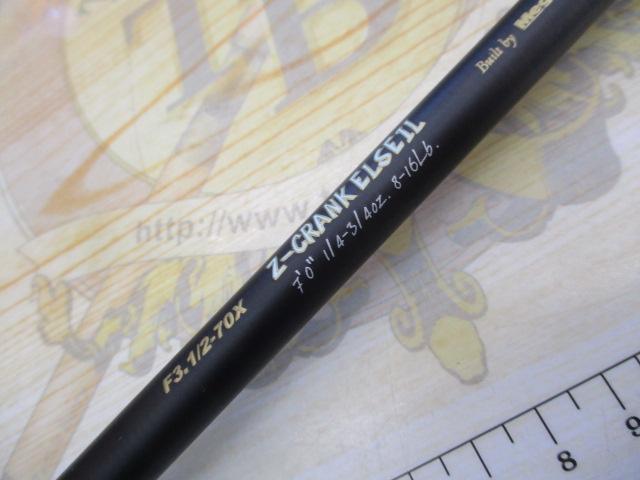 Built by
Z-CRANK ELSEIL
7'0" 1/4-3/4oz. 8-16Lb.
F3.1/2-70X
http://www.t
TB
8 9